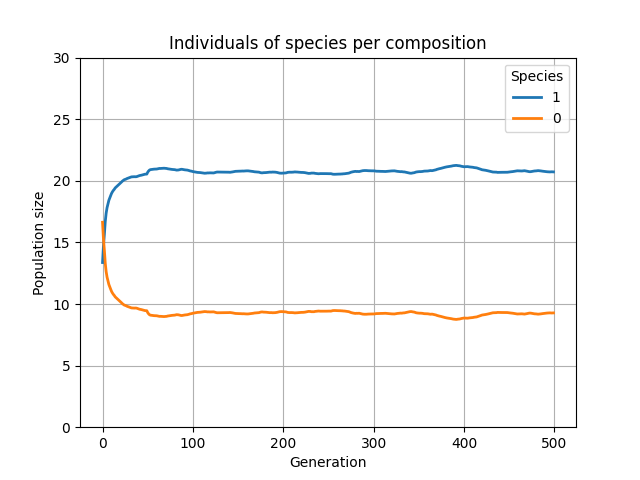 Individuals of species per composition
30
25
20
15
10
5
0
Population size
0 100 200 300 400 500
Generation
Species
1
0